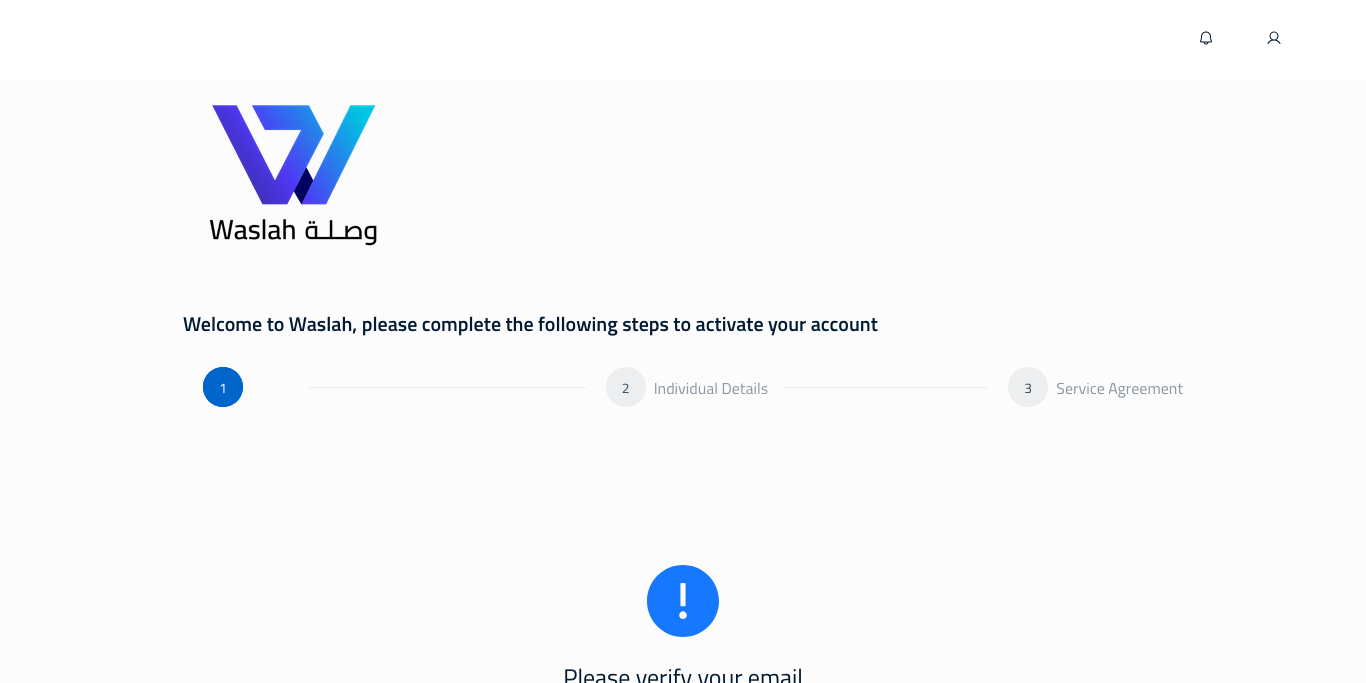 Waslah وصلة
Welcome to Waslah, please complete the following steps to activate your account
1
2 Individual Details
3 Service Agreement
Please verify your email